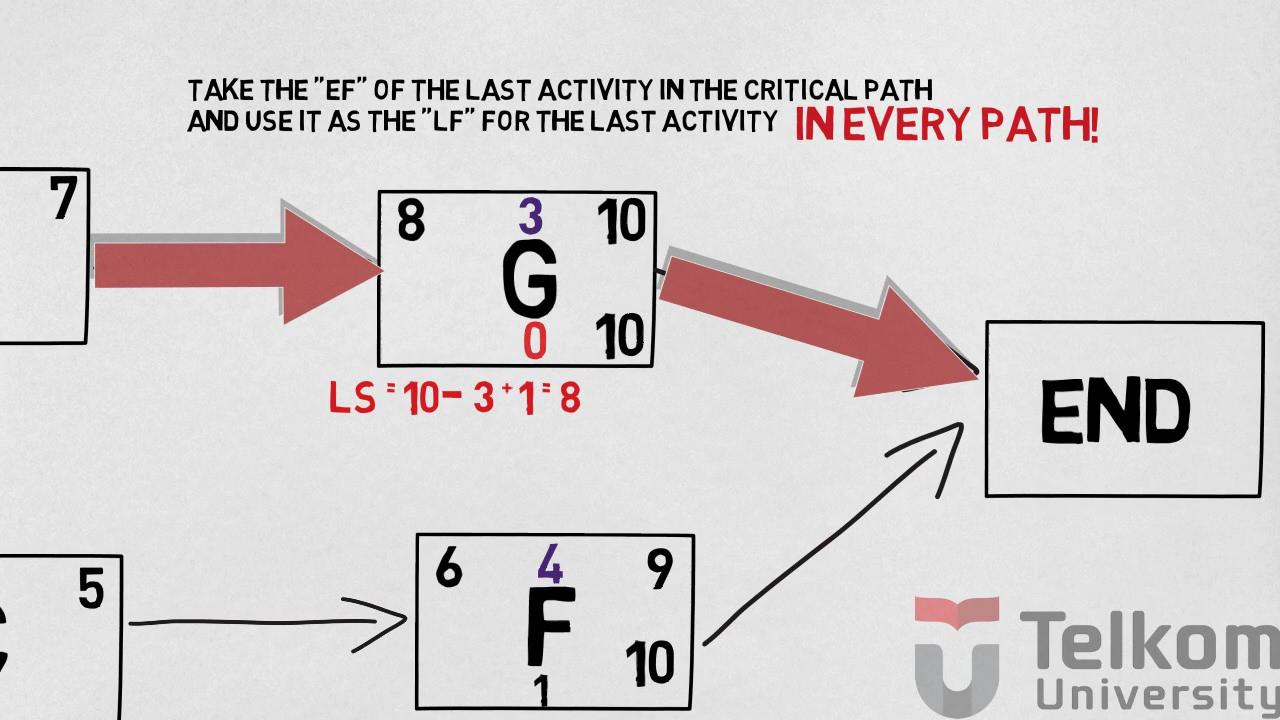 TAKE THE "EF" OF THE LAST ACTIVITY IN THE CRITICAL PATH
AND USE IT AS THE "LF" FOR THE LAST ACTIVITY IN EVERY PATH!
7
8 3 10
G
0 10
LS = 10 - 3 + 1 = 8
END
5
6 4 9
F
1 10
Telkom
University